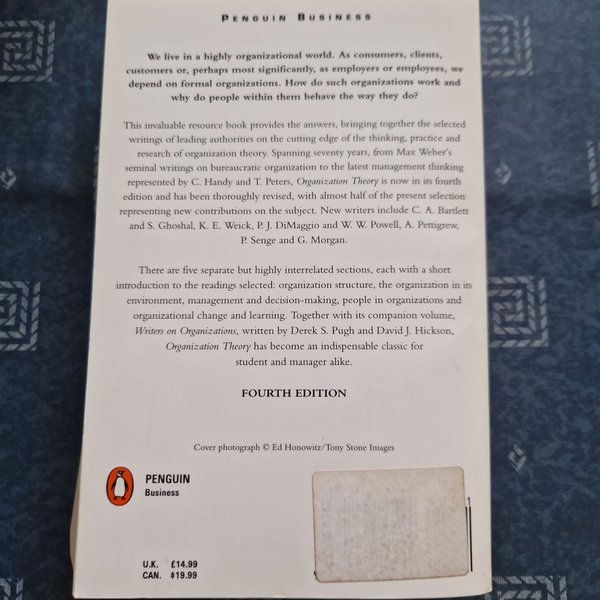 PENGUIN BUSINESS
We live in a highly organizational world. As consumers, clients,
customers or, perhaps most significantly, as employers or employees, we
depend on formal organizations. How do such organizations work and
why do people within them behave the way they do?
This invaluable resource book provides the answers, bringing together the selected
writings of leading authorities on the cutting edge of the thinking, practice and
research of organization theory. Spanning seventy years, from Max Weber's
seminal writings on bureaucratic organization to the latest management thinking
represented by C. Handy and T. Peters, Organization Theory is now in its fourth
edition and has been thoroughly revised, with almost half of the present selection
representing new contributions on the subject. New writers include C. A. Bartlett
and S. Ghoshal, K. E. Weick, P. J. DiMaggio and W. W. Powell, A. Pettigrew,
P. Senge and G. Morgan.
There are five separate but highly interrelated sections, each with a short
introduction to the readings selected: organization structure, the organization in its
environment, management and decision-making, people in organizations and
organizational change and learning. Together with its companion volume,
Writers on Organizations, written by Derek S. Pugh and David J. Hickson,
Organization Theory has become an indispensable classic for
student and manager alike.
FOURTH EDITION
Cover photograph © Ed Honowitz/Tony Stone Images
PENGUIN
Business
U.K. £14.99
CAN. $19.99